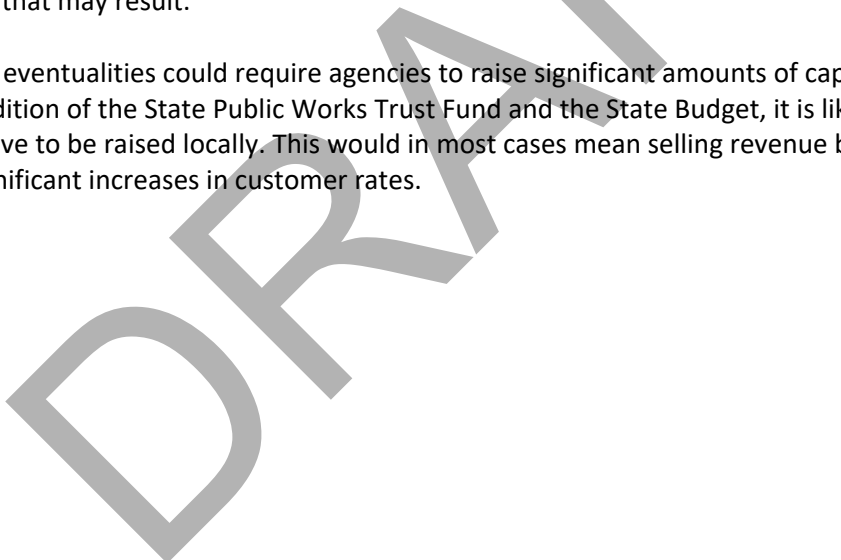 that may result.
eventualities could require agencies to raise significant amounts of cap
dition of the State Public Works Trust Fund and the State Budget, it is lik
ve to be raised locally. This would in most cases mean selling revenue b
nificant increases in customer rates.
DRA